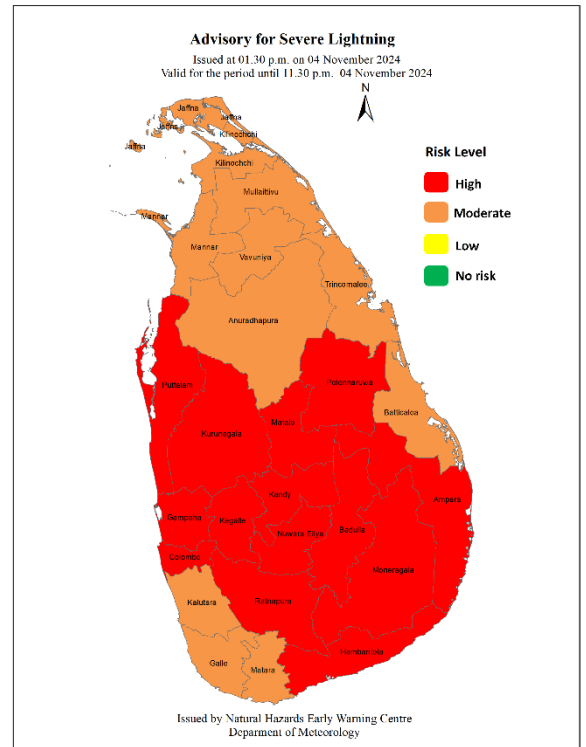 Advisory for Severe Lightning
Issued at 01.30 p.m. on 04 November 2024
Valid for the period until 11.30 p.m. 04 November 2024
N
Jaffna
Jaffna
Jaffna
Jaffna
Kilinochchi
Kilinochchi
Mullaitivu
Mannar
Mannar
Vavuniya
Trincomalee
Anuradhapura
Risk Level
High
Moderate
Low
No risk
Puttalam
Polonnaruwa
Batticaloa
Kurunagala
Matale
Kandy
Ampara
Gampaha
Kegalle
Nuwara Eliya
Badulla
Colombo
Moneragala
Kalutara
Ratnapura
Hambantota
Galle
Matara
Issued by Natural Hazards Early Warning Centre
Deparment of Meteorology